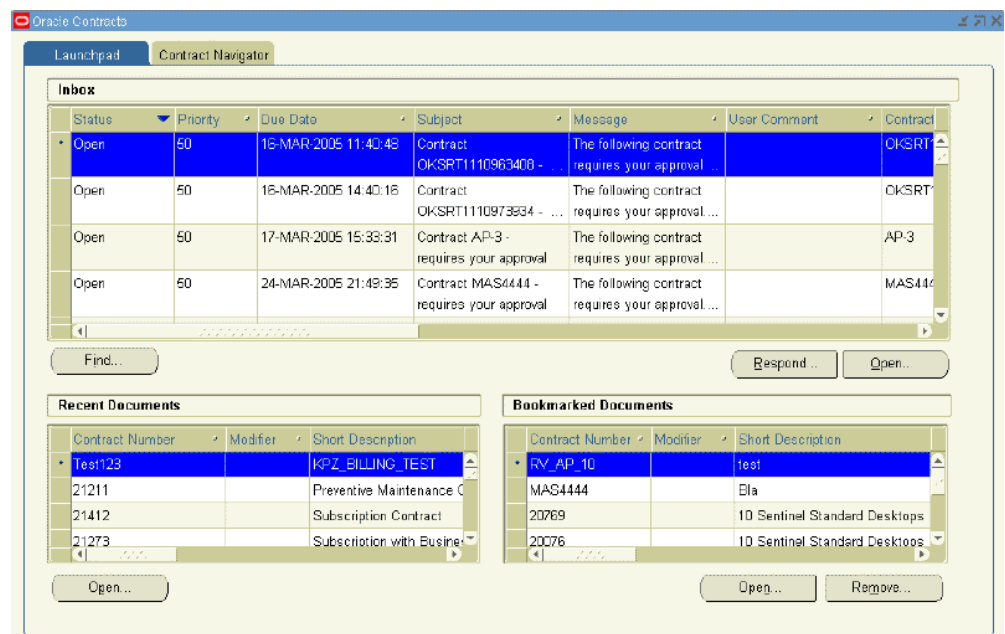 Oracle Contracts
Launchpad Contract Navigator
Inbox
Status Priority Due Date Subject Message User Comment Contract
Open 50 16-MAR-2005 11:40:48 Contract The following contract OKSRT1
OKSRT1110963408 - ... requires your approval ...
Open 50 16-MAR-2005 14:40:16 Contract The following contract OKSRT1
OKSRT1110973934 - ... requires your approval....
Open 50 17-MAR-2005 15:33:31 Contract AP-3 - The following contract AP-3
requires your approval requires your approval ...
Open 50 24-MAR-2005 21:49:35 Contract MAS4444 - The following contract MAS444
requires your approval requires your approval....
Find... Respond... Open...
Recent Documents Bookmarked Documents
Contract Number Modifier Short Description Contract Number Modifier Short Description
Test123 KPZ_BILLING_TEST RV_AP_10 test
21211 Preventive Maintenance C MAS4444 Bla
21412 Subscription Contract 20769 10 Sentinel Standard Desktops
21273 Subscription with Busine 20076 10 Sentinel Standard Desktops
Open... Open... Remove...